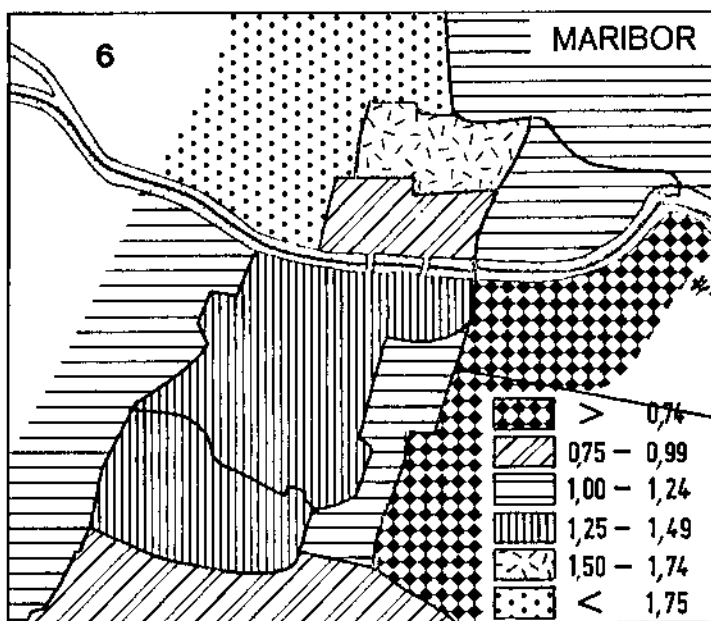 6
MARIBOR
> 0,74
0,75 – 0,99
1,00 – 1,24
1,25 – 1,49
1,50 – 1,74
< 1,75